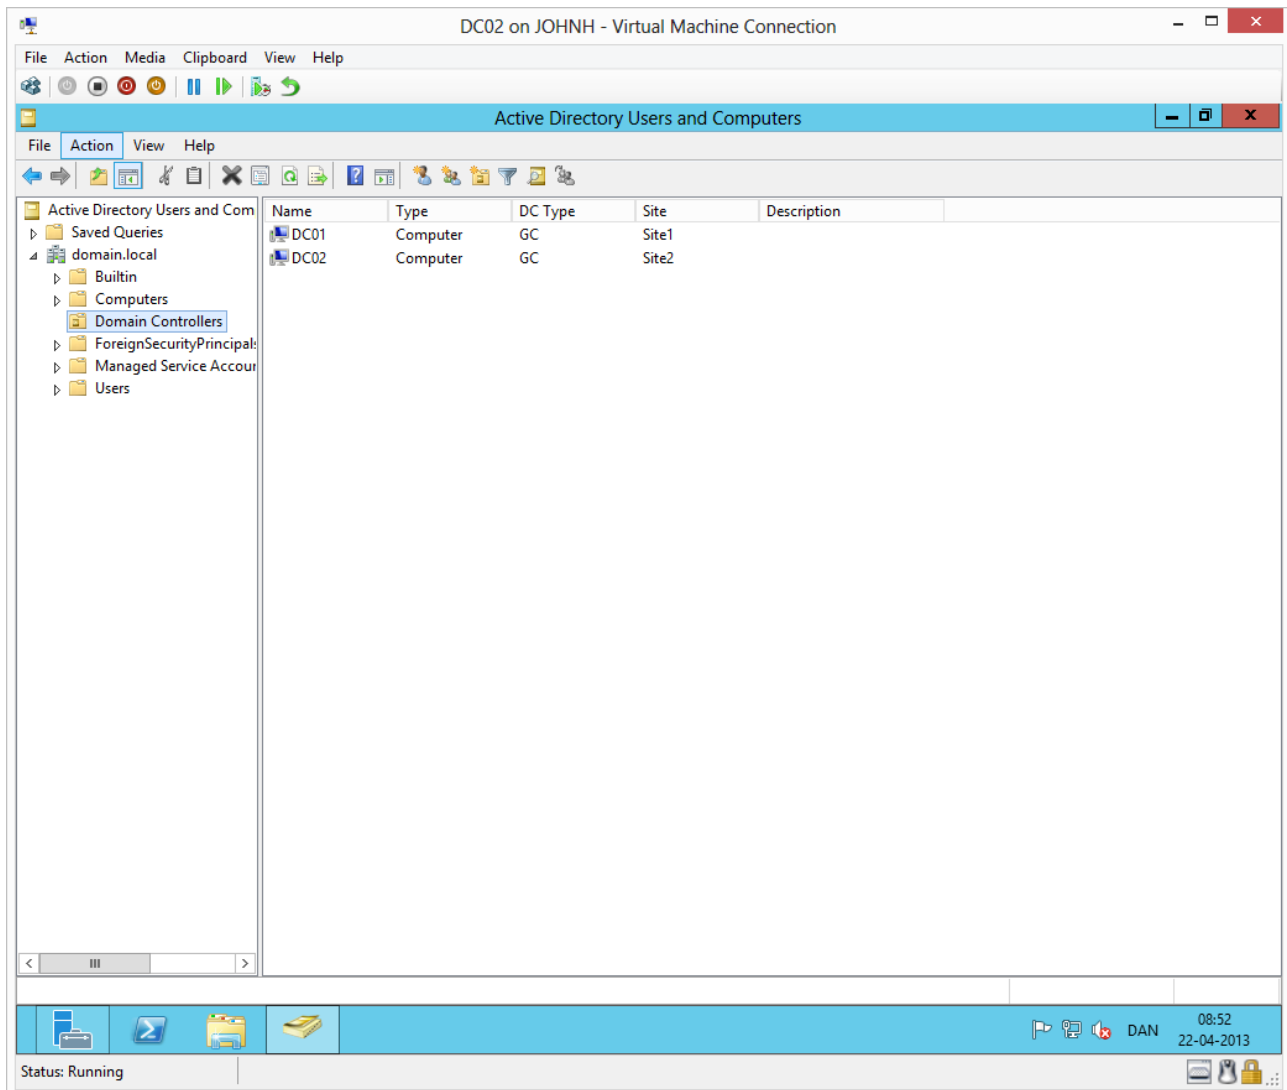 DC02 on JOHNH - Virtual Machine Connection
File Action Media Clipboard View Help
Active Directory Users and Computers
File Action View Help
Active Directory Users and Com
Saved Queries
domain.local
Builtin
Computers
Domain Controllers
ForeignSecurityPrincipals
Managed Service Accour
Users
Name Type DC Type Site Description
DC01 Computer GC Site1
DC02 Computer GC Site2
DAN
08:52
22-04-2013
Status: Running